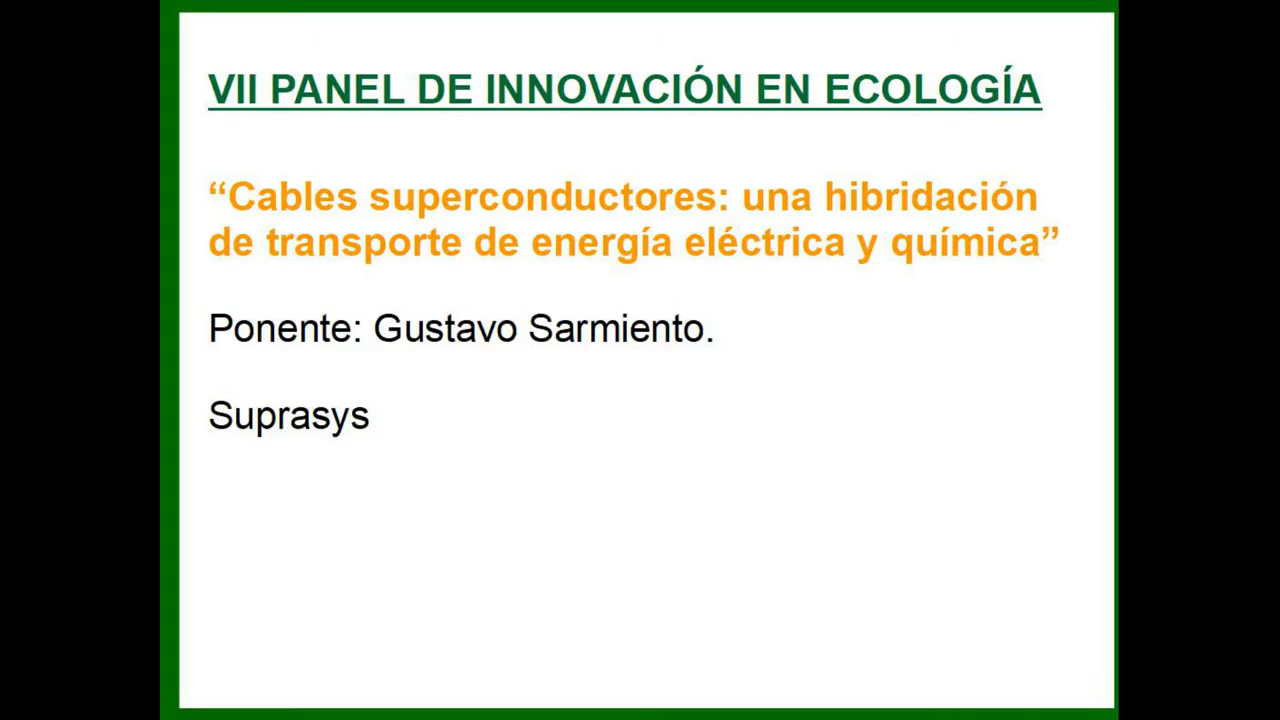 VII PANEL DE INNOVACIÓN EN ECOLOGÍA
“Cables superconductores: una hibridación
de transporte de energía eléctrica y química”
Ponente: Gustavo Sarmiento.
Suprasys